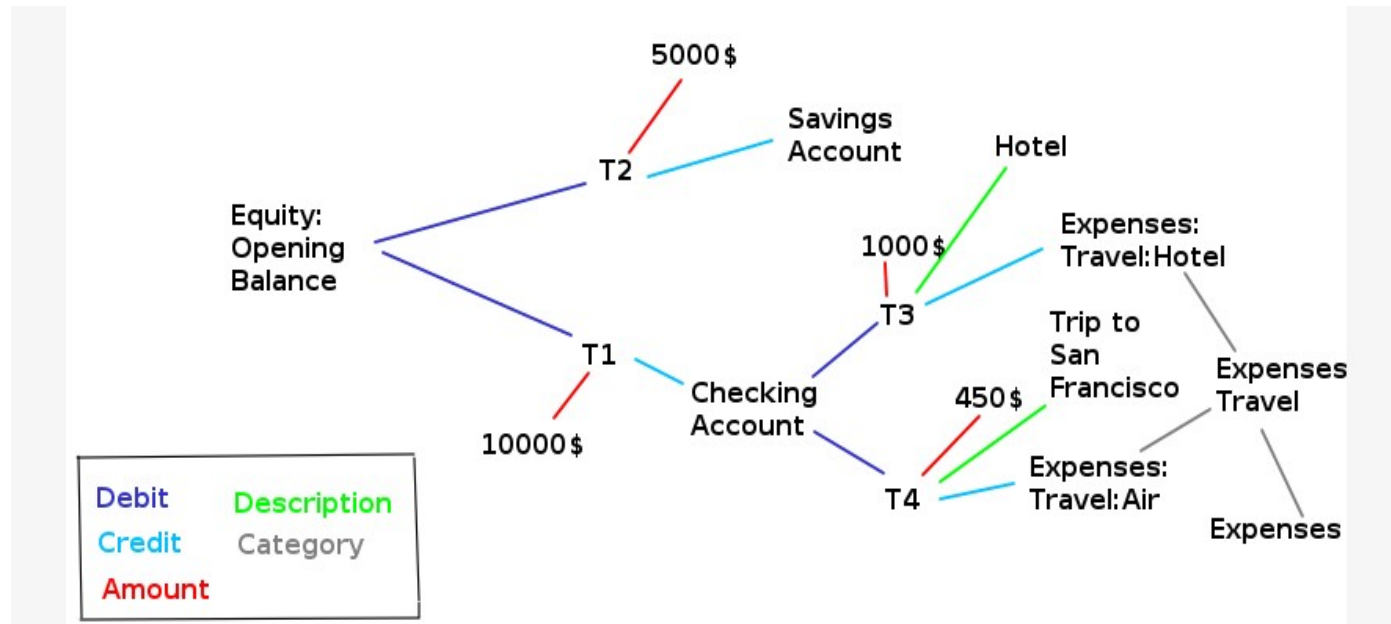 5000$
Savings
Account
T2
Hotel
Equity:
Opening
Balance
1000$
Expenses:
Travel:Hotel
T3
Trip to
San
Francisco
T1
Expenses
Travel
Checking
Account
450$
10000$
Expenses:
Travel:Air
T4
Expenses
Debit
Description
Credit
Category
Amount